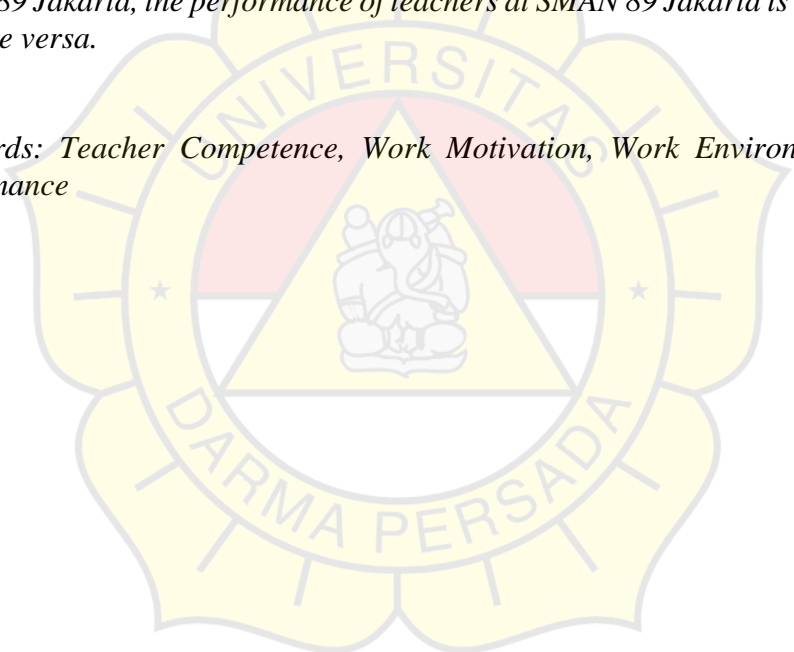 89 Jakarta, the performance of teachers at SMAN 89 Jakarta is
e versa.
rds: Teacher Competence, Work Motivation, Work Environ
mance
UNIVERSITAS
DARMA PERSADA